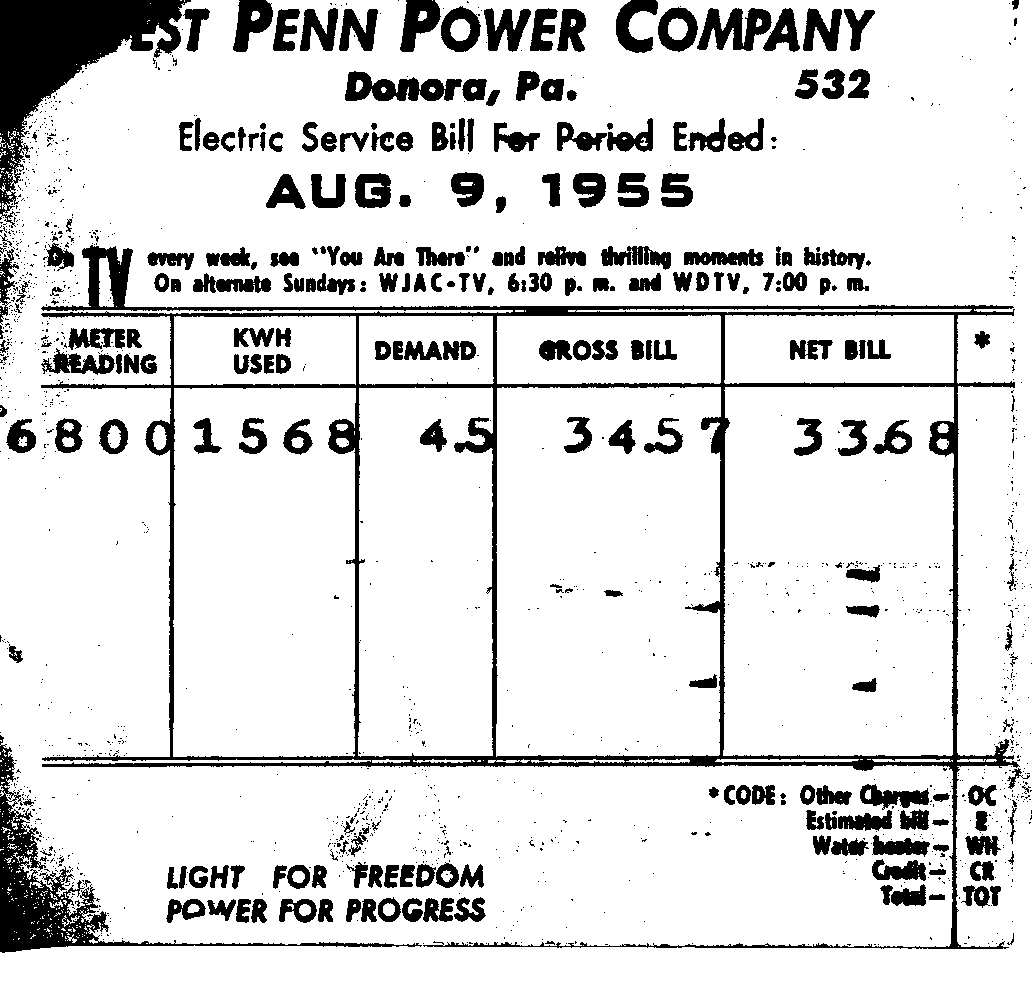 EST PENN POWER COMPANY
Donora, Pa. 532
Electric Service Bill For Period Ended:
AUG. 9, 1955
On TV every week, see "You Are There" and relive thrilling moments in history.
On alternate Sundays: WJAC-TV, 6:30 p. m. and WDTV, 7:00 p. m.
METER READING KWH USED DEMAND GROSS BILL NET BILL *
6800 1568 4.5 34.57 33.68
*CODE: Other Charges— OC
Estimated bill— E
Water heater— WH
Credit— CR
Total— TOT
LIGHT FOR FREEDOM
POWER FOR PROGRESS